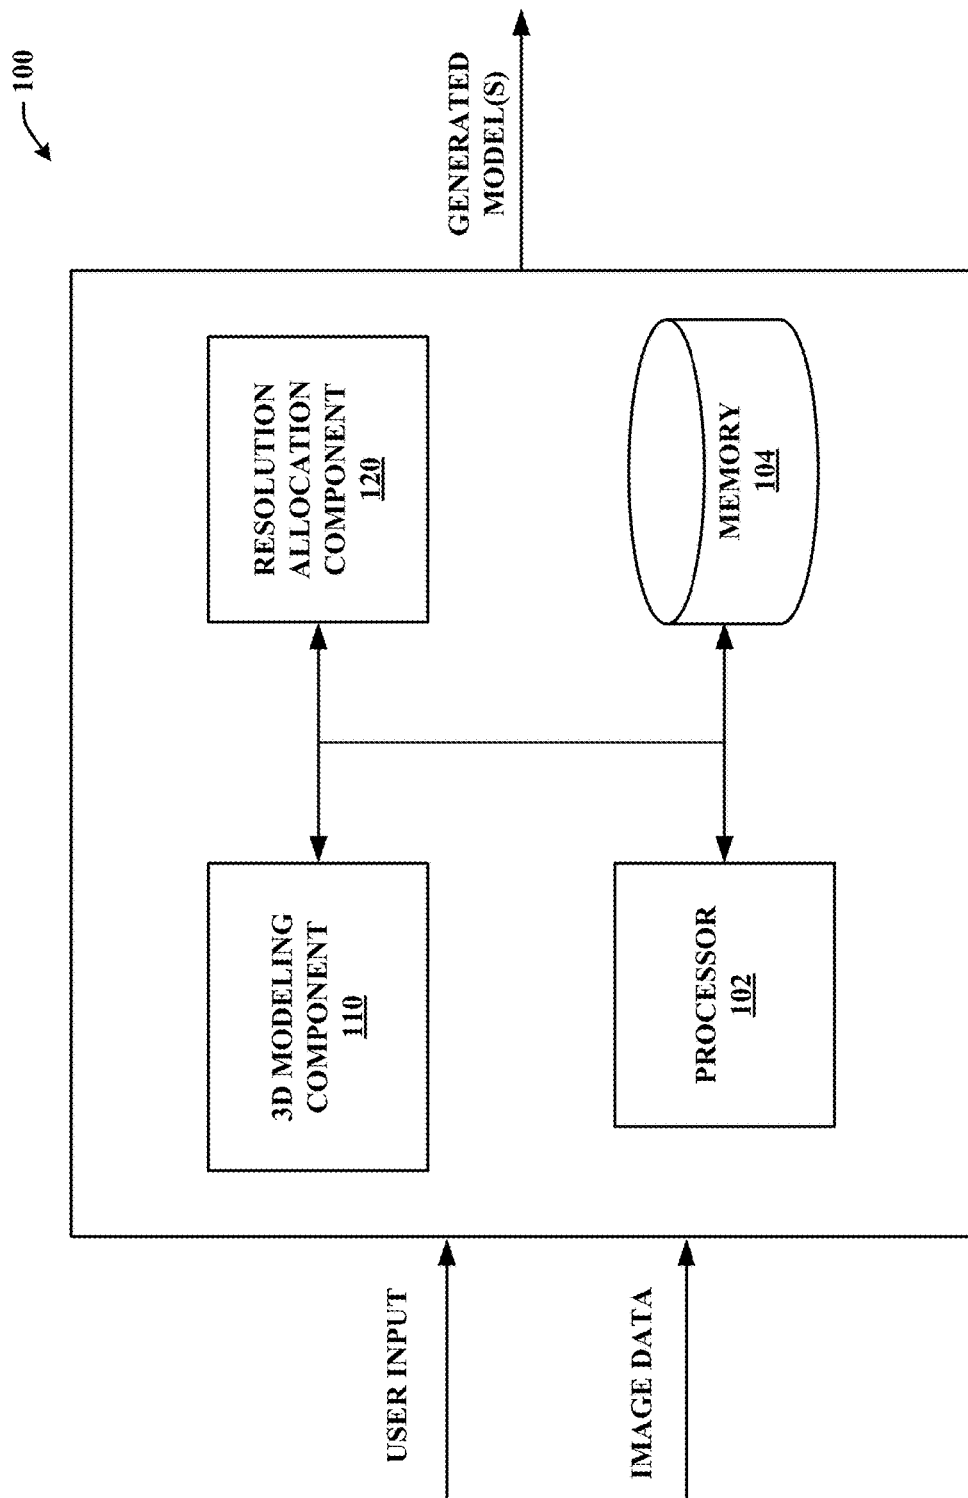 100
USER INPUT
IMAGE DATA
3D MODELING
COMPONENT
110
RESOLUTION
ALLOCATION
COMPONENT
120
PROCESSOR
102
MEMORY
104
GENERATED
MODEL(S)